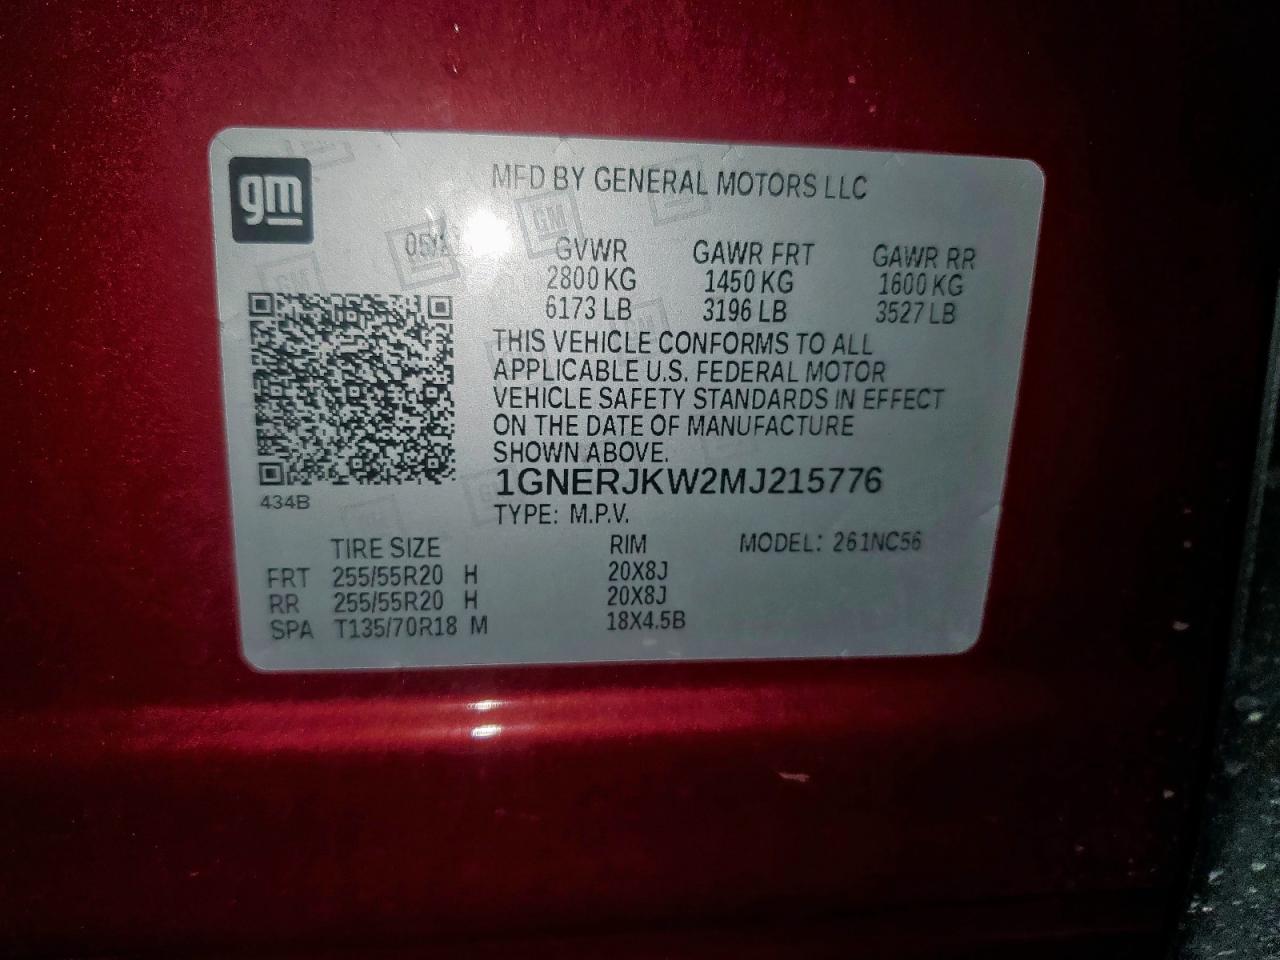 gm
MFD BY GENERAL MOTORS LLC
GVWR GAWR FRT GAWR RR
2800 KG 1450 KG 1600 KG
6173 LB 3196 LB 3527 LB
THIS VEHICLE CONFORMS TO ALL
APPLICABLE U.S. FEDERAL MOTOR
VEHICLE SAFETY STANDARDS IN EFFECT
ON THE DATE OF MANUFACTURE
SHOWN ABOVE.
1GNERJKW2MJ215776
434B
TYPE: M.P.V.
TIRE SIZE RIM MODEL: 261NC56
FRT 255/55R20 H 20X8J
RR 255/55R20 H 20X8J
SPA T135/70R18 M 18X4.5B